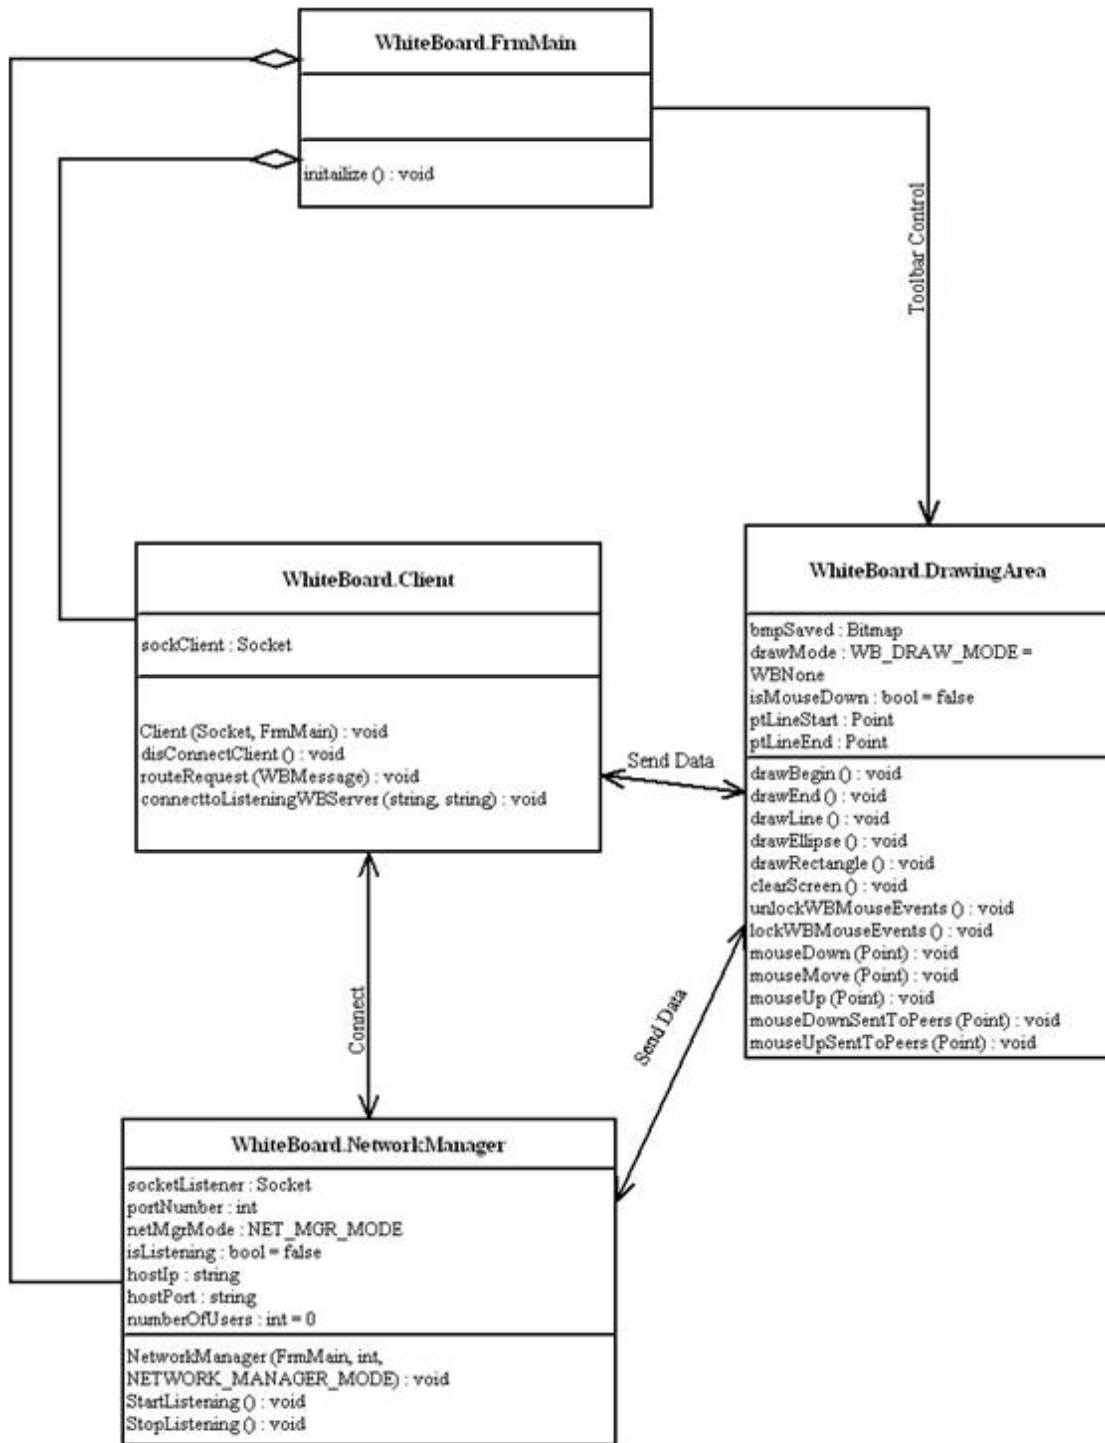 WhiteBoard.FrmMain
initailize () : void
Toolbar Control
WhiteBoard.Client
sockClient : Socket
Client (Socket, FrmMain) : void
disConnectClient () : void
routeRequest (WBMessage) : void
connecttoListeningWBServer (string, string) : void
Send Data
WhiteBoard.DrawingArea
bmpSaved : Bitmap
drawMode : WB_DRAW_MODE =
WBNone
isMouseDown : bool = false
ptLineStart : Point
ptLineEnd : Point
drawBegin () : void
drawEnd () : void
drawLine () : void
drawEllipse () : void
drawRectangle () : void
clearScreen () : void
unlockWBMouseEvents () : void
lockWBMouseEvents () : void
mouseDown (Point) : void
mouseMove (Point) : void
mouseUp (Point) : void
mouseDownSentToPeers (Point) : void
mouseUpSentToPeers (Point) : void
Connect
Send Data
WhiteBoard.NetworkManager
socketListener : Socket
portNumber : int
netMgrMode : NET_MGR_MODE
isListening : bool = false
hostIp : string
hostPort : string
numberOfUsers : int = 0
NetworkManager (FrmMain, int,
NETWORK_MANAGER_MODE) : void
StartListening () : void
StopListening () : void